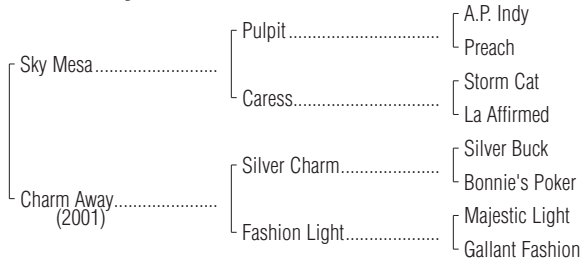 A.P. Indy
Pulpit
Preach
Sky Mesa
Storm Cat
Caress
La Affirmed
Silver Buck
Silver Charm
Bonnie's Poker
Charm Away
(2001)
Majestic Light
Fashion Light
Gallant Fashion